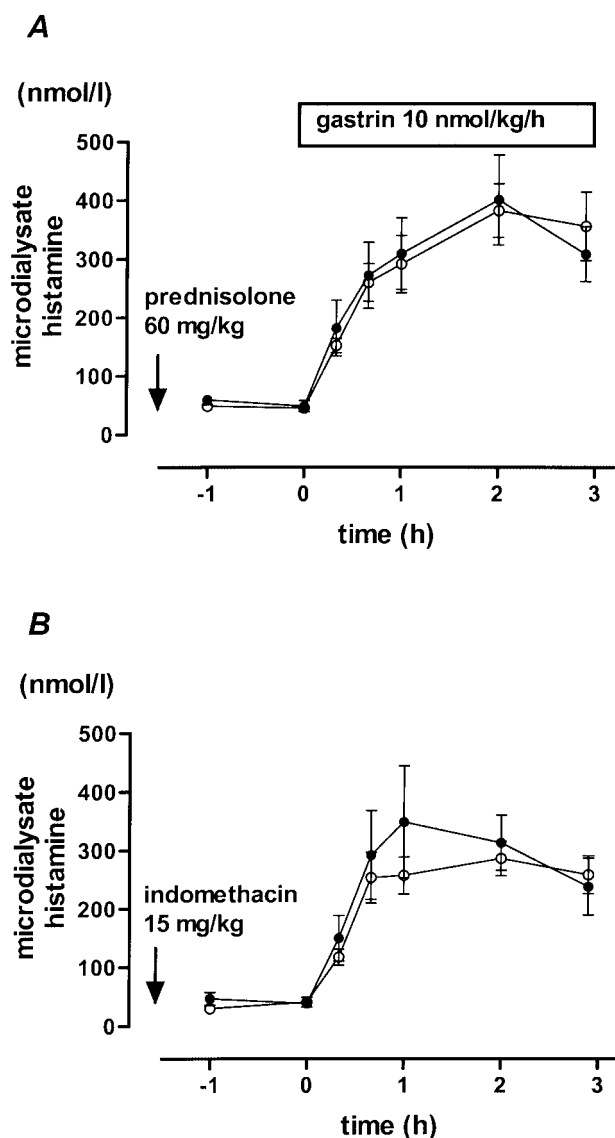 A
(nmol/l)
gastrin 10 nmol/kg/h
500
400
300
200
100
0
microdialysate
histamine
prednisolone
60 mg/kg
-1 0 1 2 3
time (h)
B
(nmol/l)
500
400
300
200
100
0
microdialysate
histamine
indomethacin
15 mg/kg
-1 0 1 2 3
time (h)